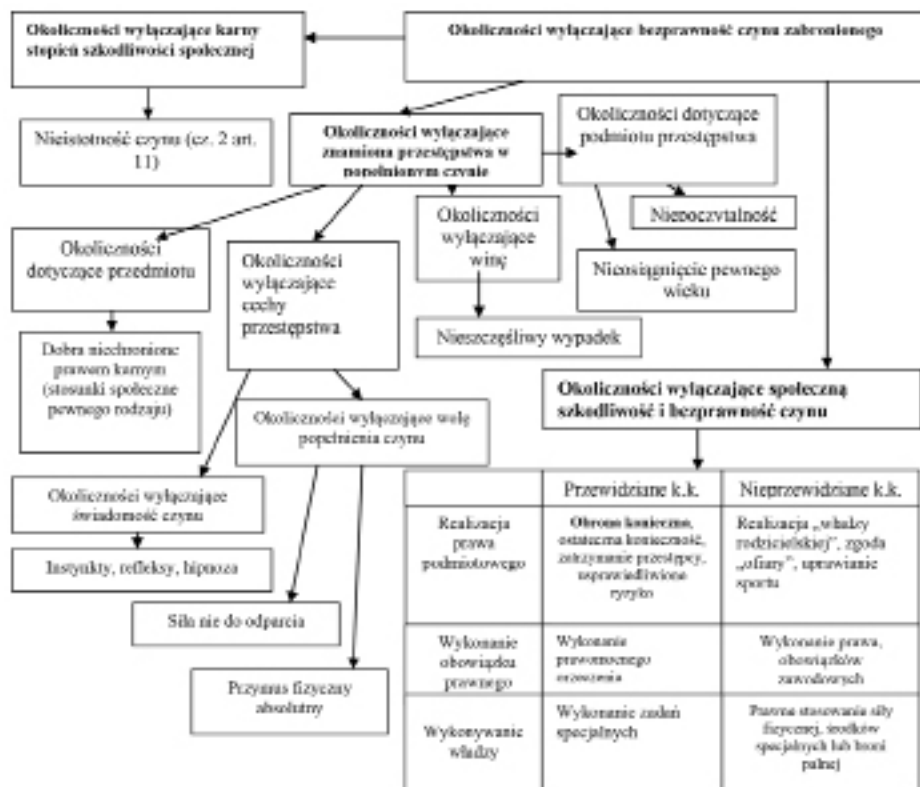 Okoliczności wyłączające karny
stopień szkodliwości społecznej
Okoliczności wyłączające bezprawność czynu zabronionego
Nieistotność czynu (cz. 2 art.
11)
Okoliczności wyłączające
znamiona przestępstwa w
popełnionym czynie
Okoliczności dotyczące
podmiotu przestępstwa
Niepoczytalność
Nieosiągnięcie pewnego
wieku
Okoliczności
wyłączające
winę
Nieszczęśliwy wypadek
Okoliczności
dotyczące przedmiotu
Dobra niechronione
prawem karnym
(stosunki społeczne
pewnego rodzaju)
Okoliczności
wyłączające
cechy
przestępstwa
Okoliczności wyłączające wolę
popełnienia czynu
Okoliczności wyłączające
świadomość czynu
Instynkty, refleksy, hipnoza
Siła nie do odparcia
Przymus fizyczny
absolutny
Okoliczności wyłączające społeczną
szkodliwość i bezprawność czynu
Przewidziane k.k.
Nieprzewidziane k.k.
Realizacja
prawa
podmiotowego
Obrona konieczna,
ostateczna konieczność,
zatrzymanie przestępcy,
usprawiedliwione
ryzyko
Realizacja „władzy
rodzicielskiej”, zgoda
„ofiary”, uprawianie
sportu
Wykonanie
obowiązku
prawnego
Wykonanie
prawomocnego
orzeczenia
Wykonanie prawa,
obowiązków
zawodowych
Wykonywanie
władzy
Wykonanie zadań
specjalnych
Prawne stosowanie siły
fizycznej, środków
specjalnych lub broni
palnej